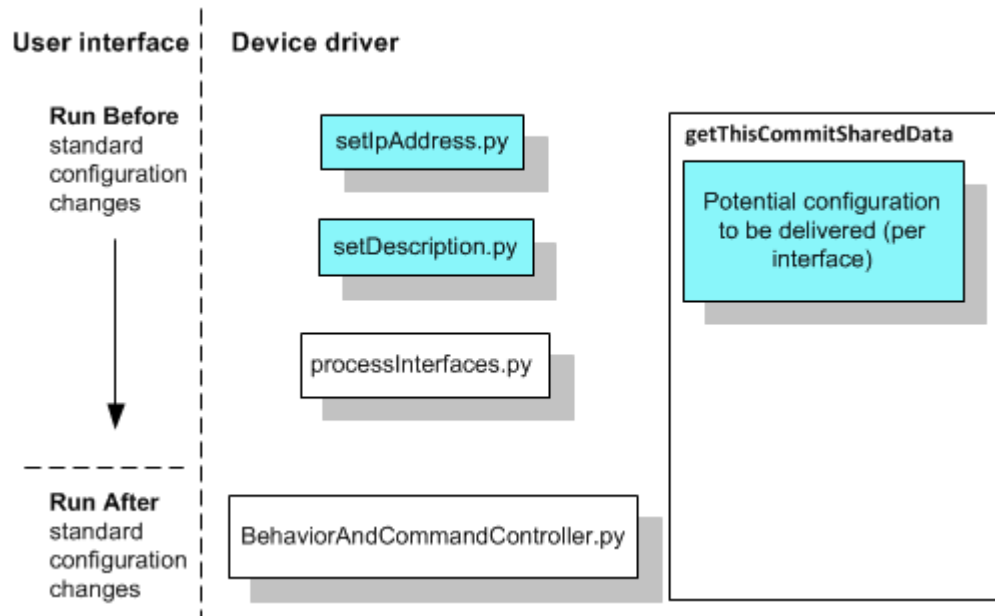 User interface
Device driver
Run Before
standard
configuration
changes
setIpAddress.py
setDescription.py
processInterfaces.py
getThisCommitSharedData
Potential configuration
to be delivered (per
interface)
Run After
standard
configuration
changes
BehaviorAndCommandController.py